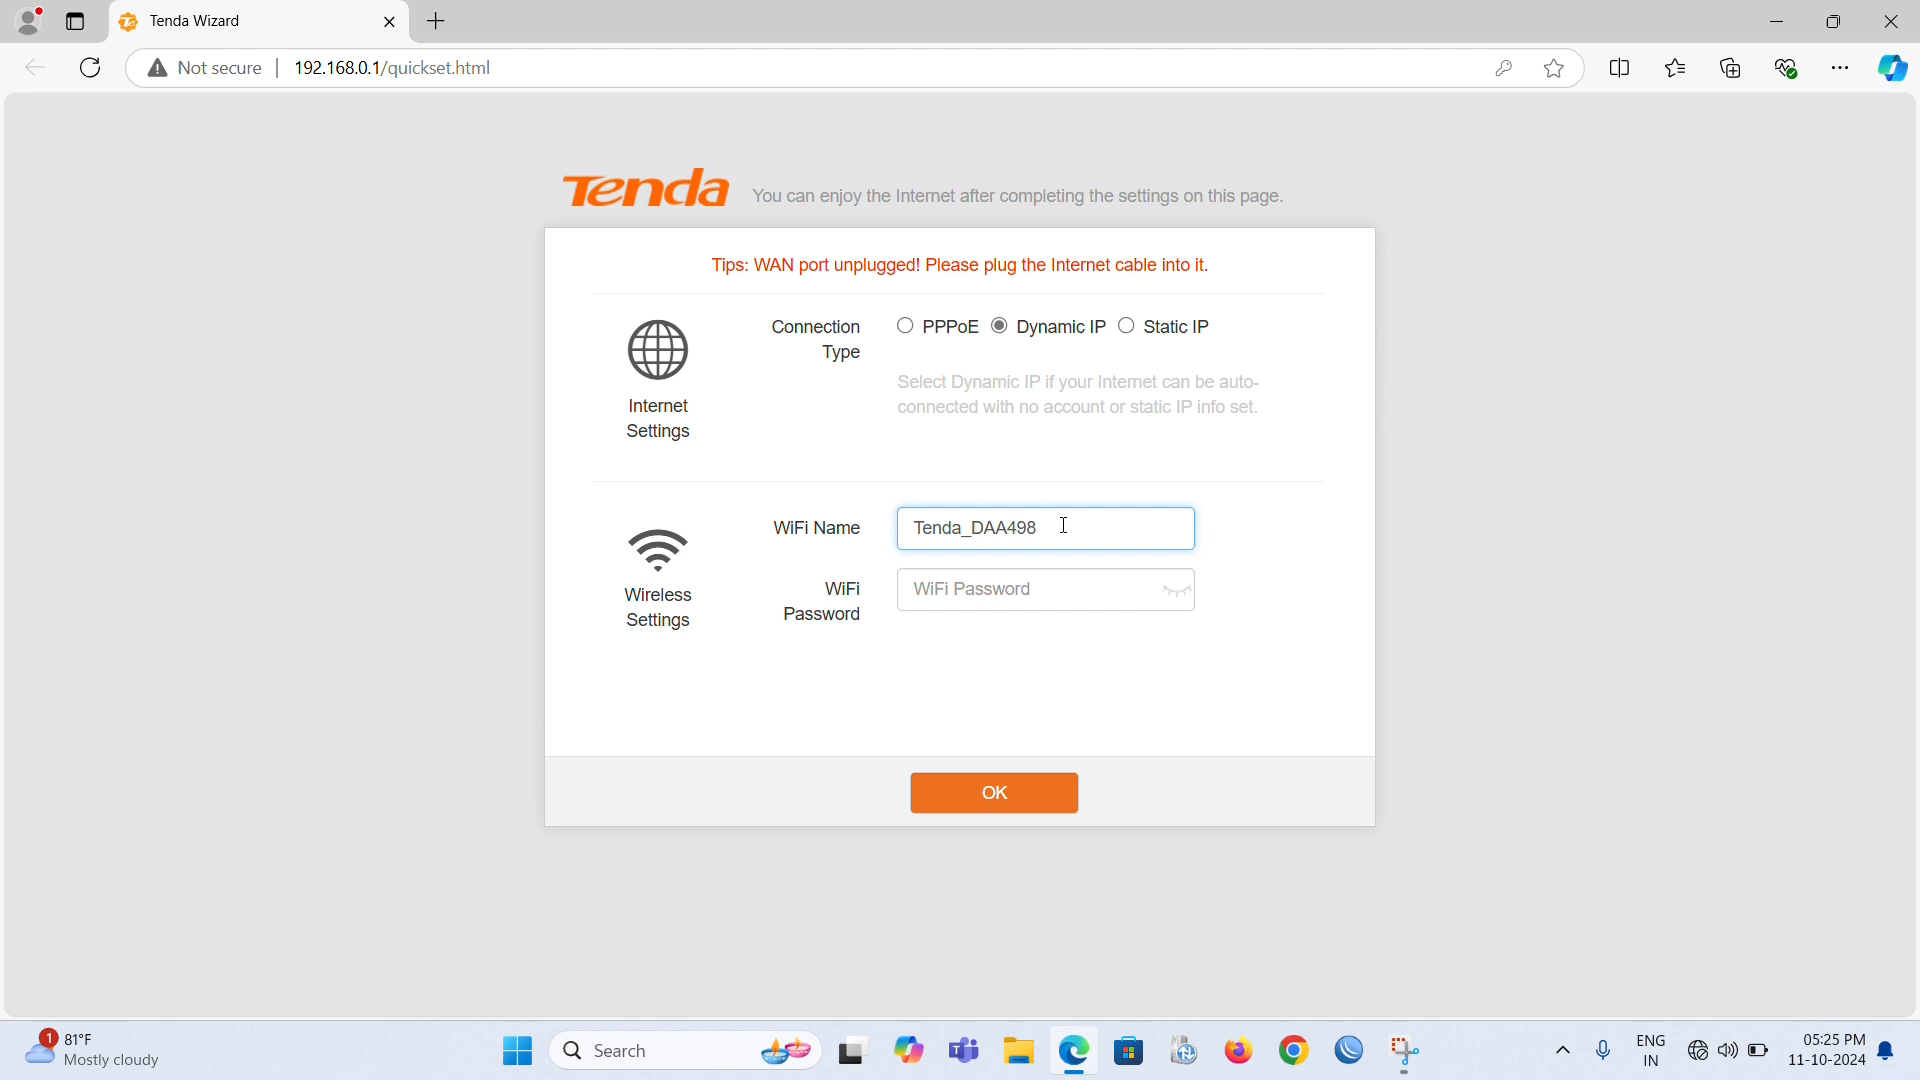 Tenda Wizard
Not secure 192.168.0.1/quickset.html
Tenda You can enjoy the Internet after completing the settings on this page.
Tips: WAN port unplugged! Please plug the Internet cable into it.
Internet
Settings
Connection
Type
PPPoE Dynamic IP Static IP
Select Dynamic IP if your Internet can be auto-
connected with no account or static IP info set.
Wireless
Settings
WiFi Name
Tenda_DAA498
WiFi
Password
WiFi Password
OK
1
81°F
Mostly cloudy
Search
ENG
IN
05:25 PM
11-10-2024